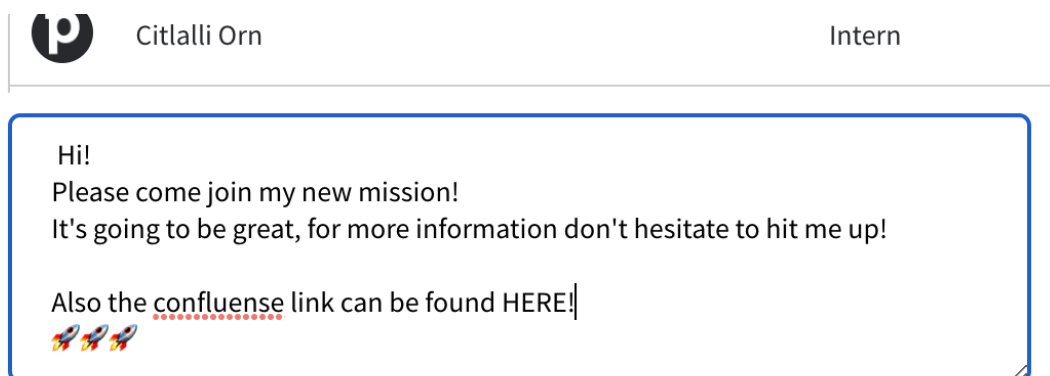 p Citlalli Orn Intern
Hi!
Please come join my new mission!
It's going to be great, for more information don't hesitate to hit me up!
Also the confluense link can be found HERE!
🚀🚀🚀